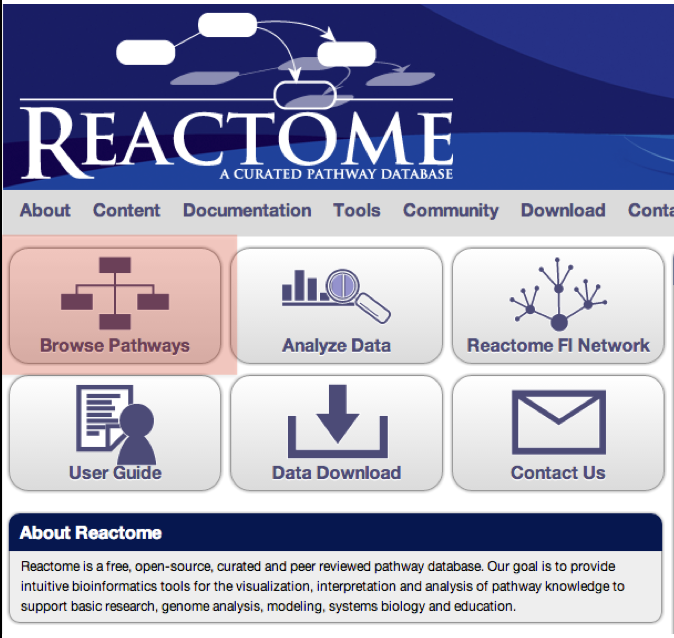 REACTOME
A CURATED PATHWAY DATABASE
About Content Documentation Tools Community Download Conta
Browse Pathways Analyze Data Reactome FI Network
User Guide Data Download Contact Us
About Reactome
Reactome is a free, open-source, curated and peer reviewed pathway database. Our goal is to provide
intuitive bioinformatics tools for the visualization, interpretation and analysis of pathway knowledge to
support basic research, genome analysis, modeling, systems biology and education.